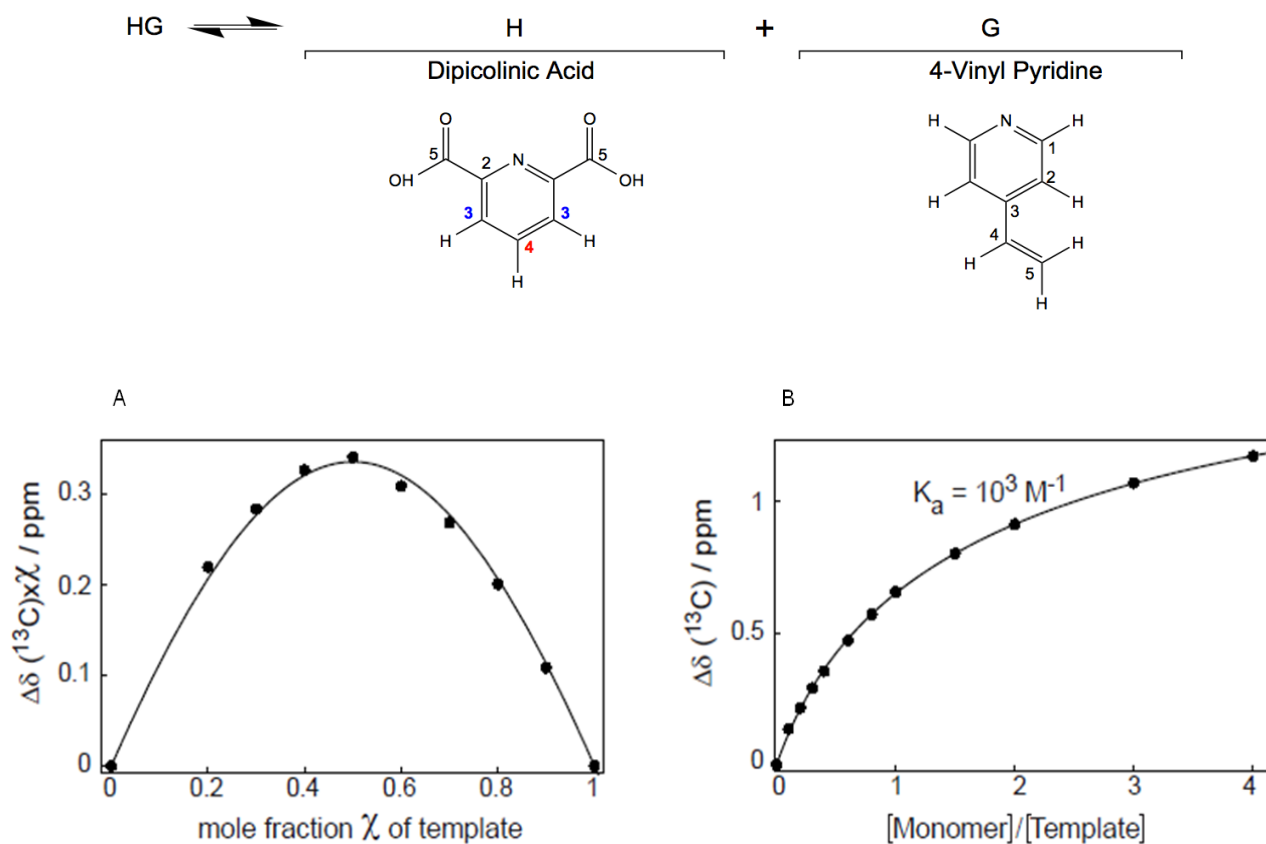 HG H + G
Dipicolinic Acid 4-Vinyl Pyridine
O O N
H H
5 2 N 5 1
OH OH 2
3 3 H H
3
H 4 H 4 H
H 5
H
H
A B
Δδ (¹³C)xχ / ppm
0.3
0.2
0.1
0
0 0.2 0.4 0.6 0.8 1
mole fraction χ of template
Δδ (¹³C) / ppm
Kₐ = 10³ M⁻¹
1
0.5
0
0 1 2 3 4
[Monomer]/[Template]